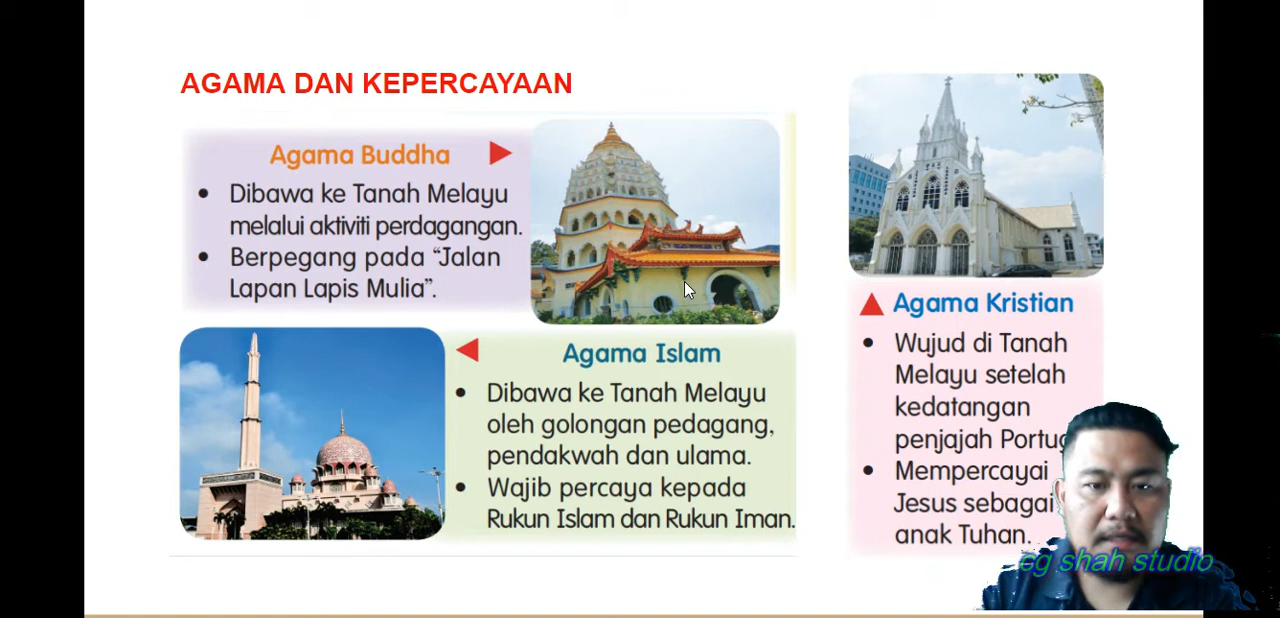 AGAMA DAN KEPERCAYAAN
Agama Buddha
• Dibawa ke Tanah Melayu
melalui aktiviti perdagangan.
• Berpegang pada “Jalan
Lapan Lapis Mulia”.
Agama Islam
• Dibawa ke Tanah Melayu
oleh golongan pedagang,
pendakwah dan ulama.
• Wajib percaya kepada
Rukun Islam dan Rukun Iman.
Agama Kristian
• Wujud di Tanah
Melayu setelah
kedatangan
penjajah
• Mempercayai
Jesus sebagai
anak Tuhan.
cg shah studio